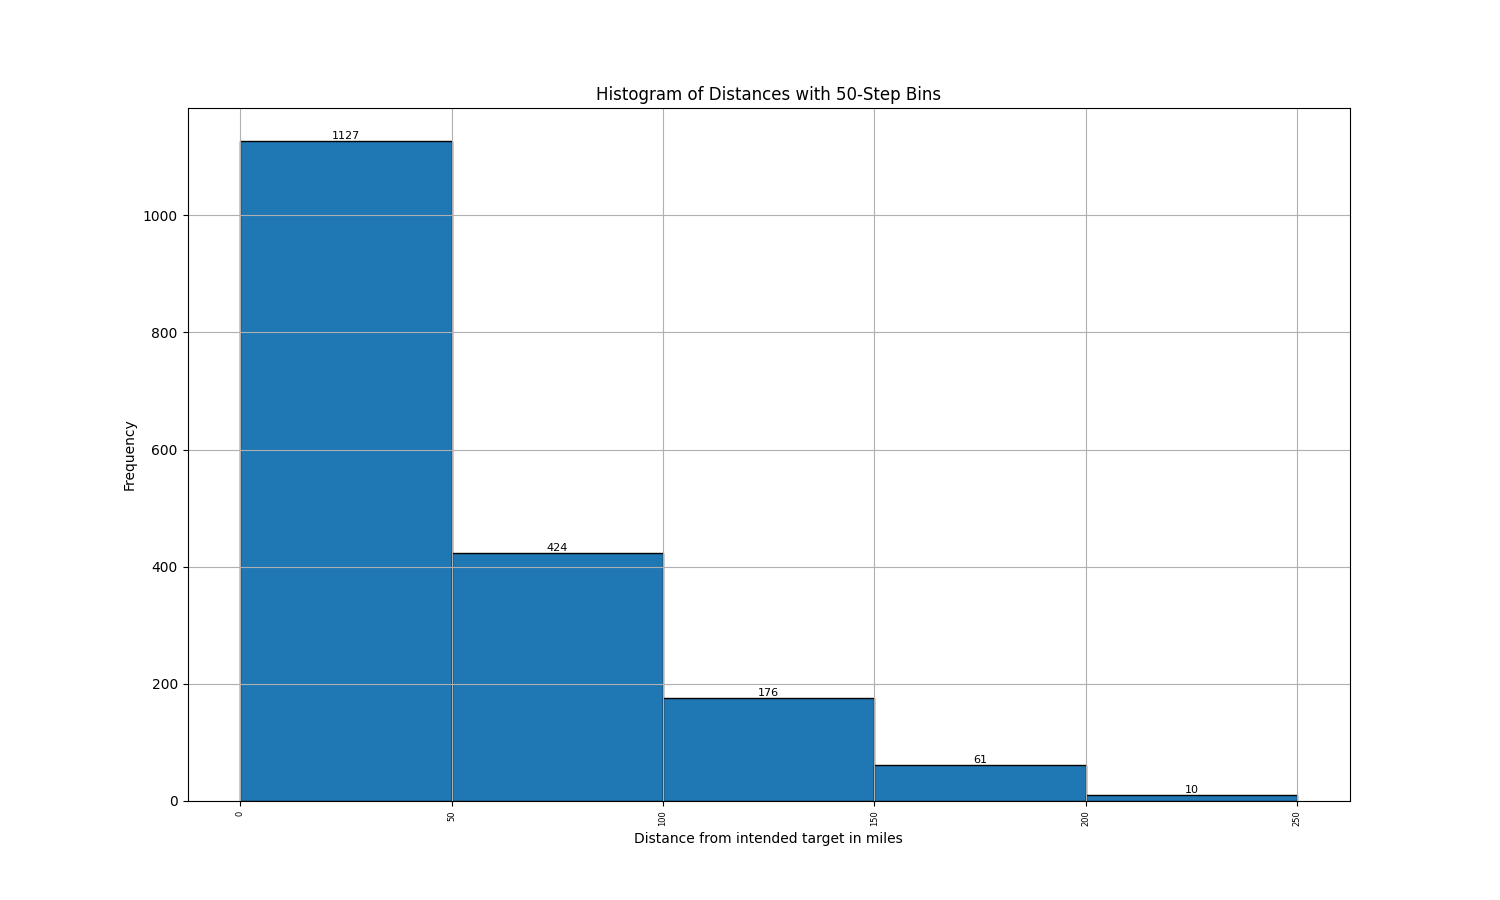 Histogram of Distances with 50-Step Bins
1127
1000
800
600
424
400
200
176
61
10
0
Frequency
0 50 100 150 200 250
Distance from intended target in miles